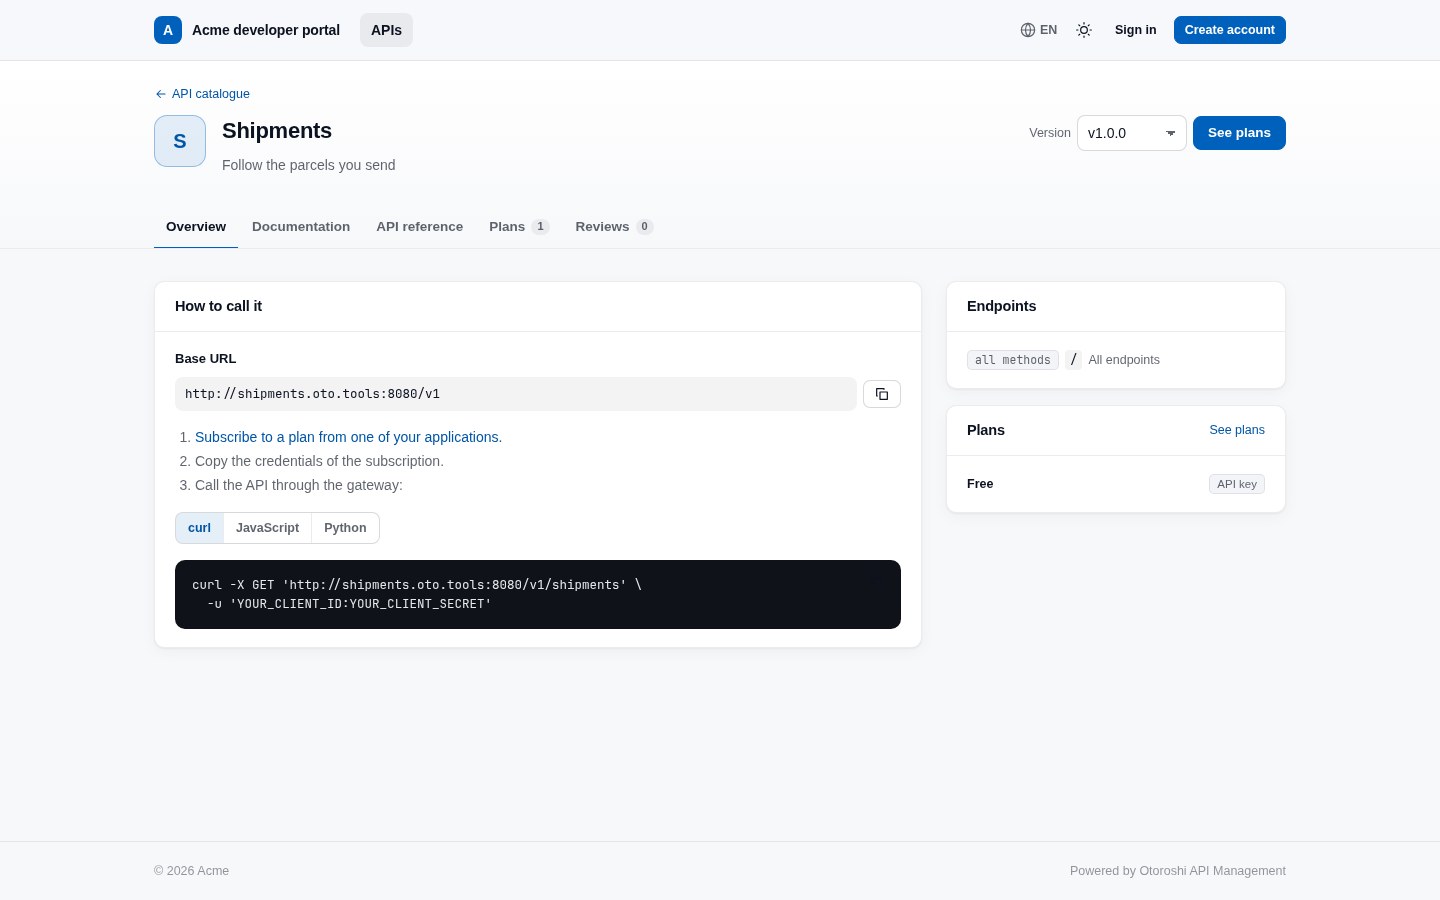 A Acme developer portal APIs EN Sign in Create account
API catalogue
S Shipments
Follow the parcels you send
Version v1.0.0 See plans
Overview Documentation API reference Plans 1 Reviews 0
How to call it
Base URL
http://shipments.oto.tools:8080/v1
1. Subscribe to a plan from one of your applications.
2. Copy the credentials of the subscription.
3. Call the API through the gateway:
curl JavaScript Python
curl -X GET 'http://shipments.oto.tools:8080/v1/shipments' \
-u 'YOUR_CLIENT_ID:YOUR_CLIENT_SECRET'
Endpoints
all methods / All endpoints
Plans See plans
Free API key
© 2026 Acme Powered by Otoroshi API Management